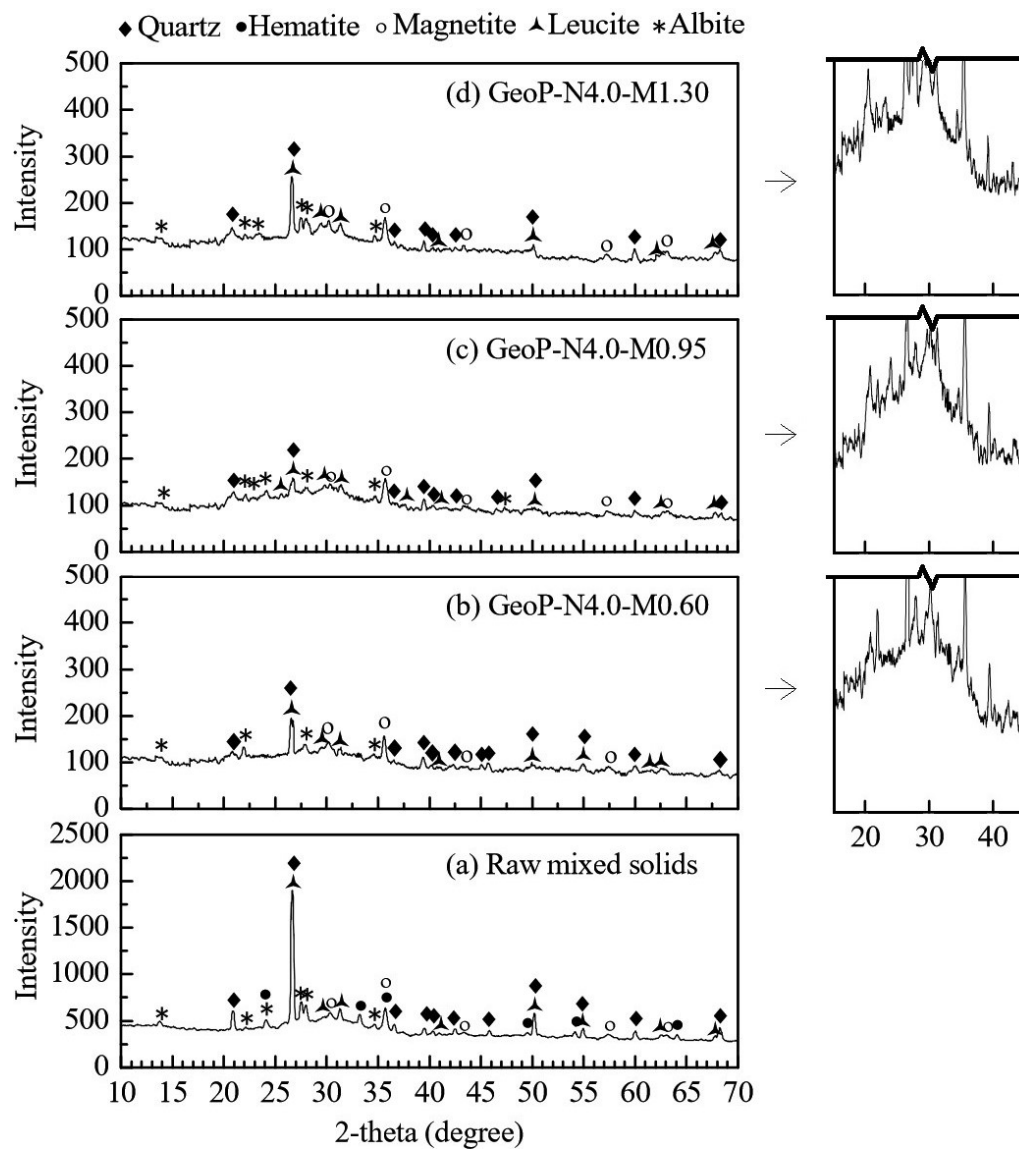 ◆Quartz ●Hematite ○Magnetite ⅄Leucite *Albite
(d) GeoP-N4.0-M1.30
500
400
300
200
100
0
Intensity
(c) GeoP-N4.0-M0.95
500
400
300
200
100
0
Intensity
(b) GeoP-N4.0-M0.60
500
400
300
200
100
0
Intensity
20 30 40
(a) Raw mixed solids
2500
2000
1500
1000
500
0
Intensity
10 15 20 25 30 35 40 45 50 55 60 65 70
2-theta (degree)